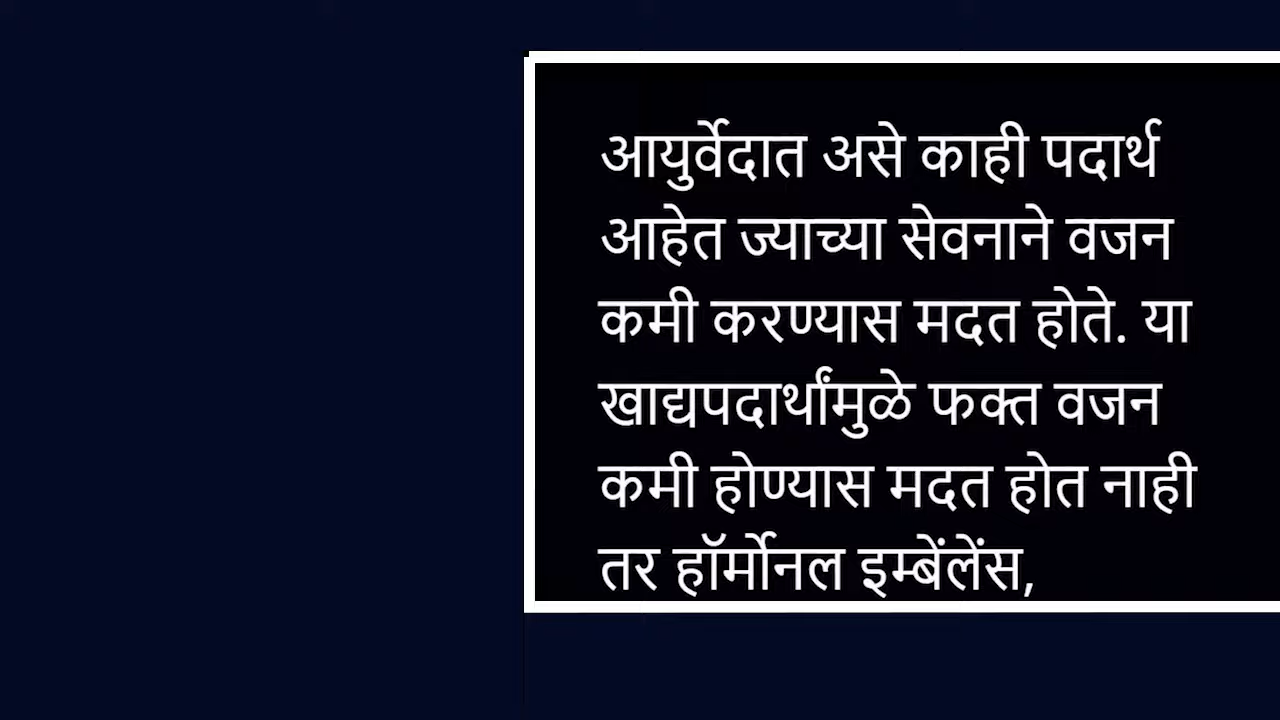 आयुर्वेदात असे काही पदार्थ
आहेत ज्याच्या सेवनाने वजन
कमी करण्यास मदत होते. या
खाद्यपदार्थांमुळे फक्त वजन
कमी होण्यास मदत होत नाही
तर हॉर्मोनल इम्बेंलेंस,